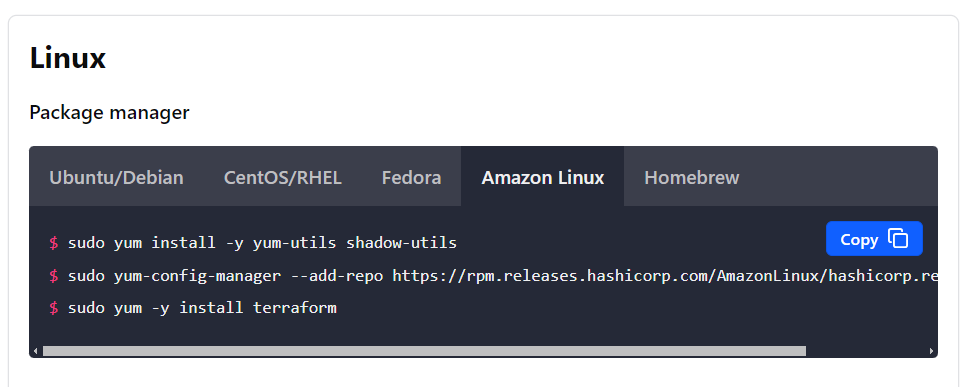 Linux
Package manager
Ubuntu/Debian CentOS/RHEL Fedora Amazon Linux Homebrew
Copy
$ sudo yum install -y yum-utils shadow-utils
$ sudo yum-config-manager --add-repo https://rpm.releases.hashicorp.com/AmazonLinux/hashicorp.re
$ sudo yum -y install terraform